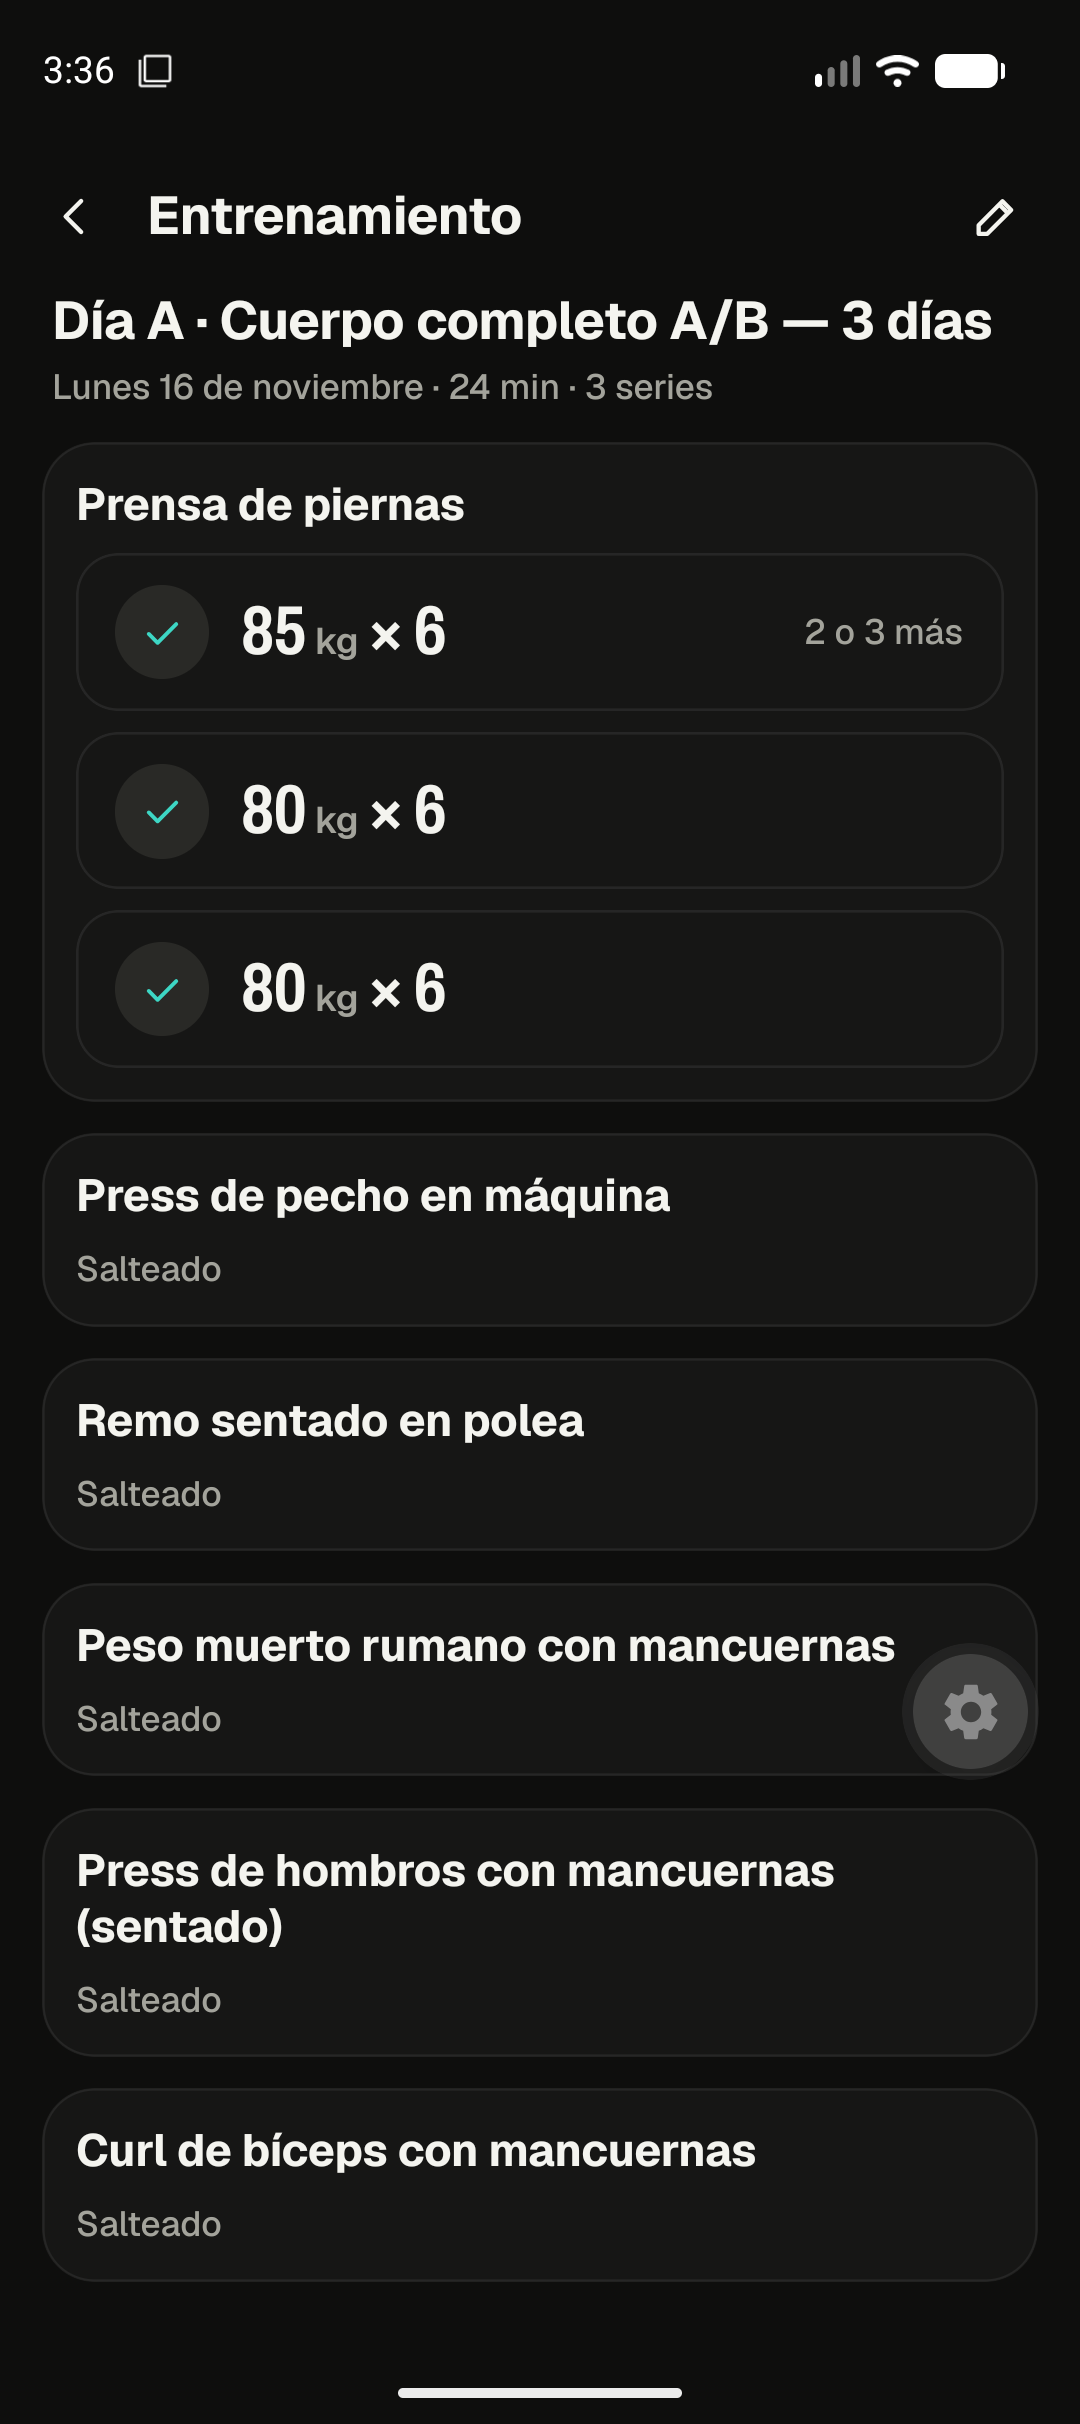 3:36
Entrenamiento
Día A · Cuerpo completo A/B — 3 días
Lunes 16 de noviembre · 24 min · 3 series
Prensa de piernas
85 kg × 6 2 o 3 más
80 kg × 6
80 kg × 6
Press de pecho en máquina
Salteado
Remo sentado en polea
Salteado
Peso muerto rumano con mancuernas
Salteado
Press de hombros con mancuernas
(sentado)
Salteado
Curl de bíceps con mancuernas
Salteado